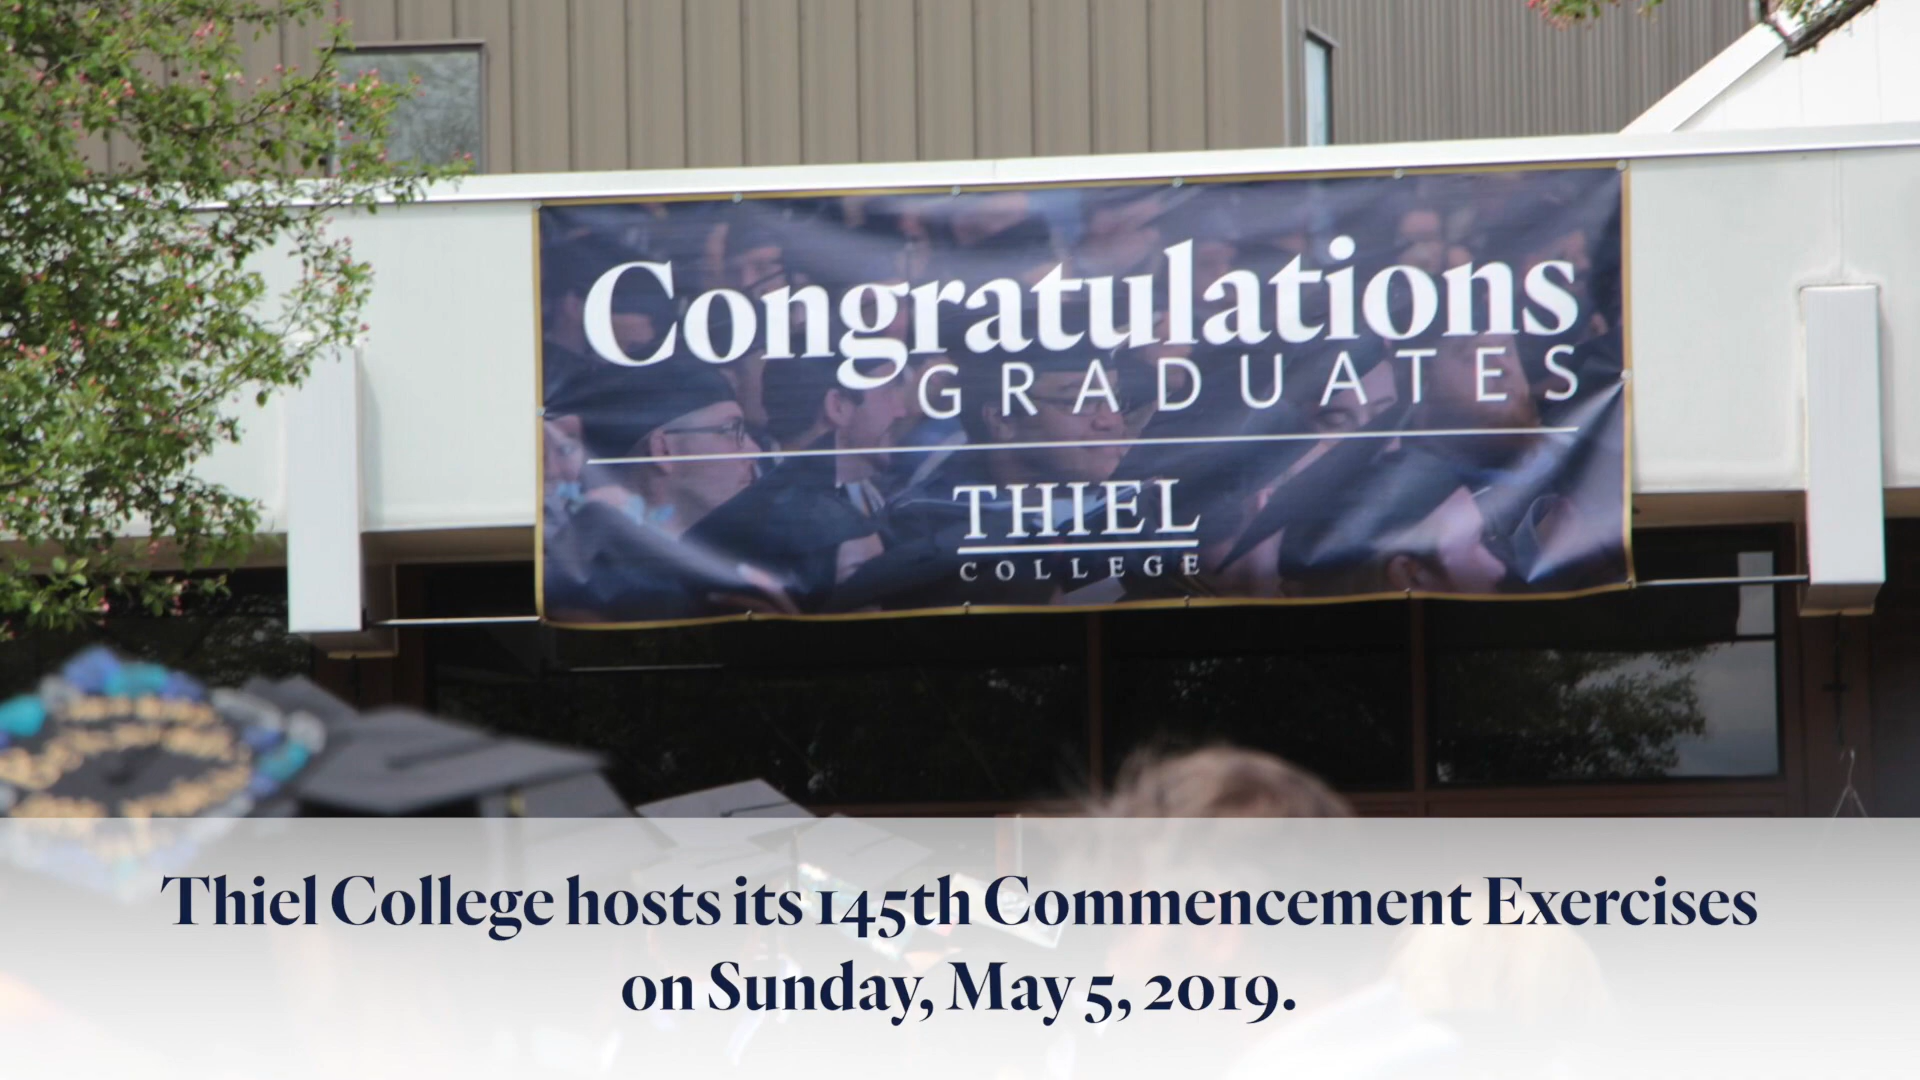 Congratulations
GRADUATES
THIEL
COLLEGE
Thiel College hosts its 145th Commencement Exercises
on Sunday, May 5, 2019.